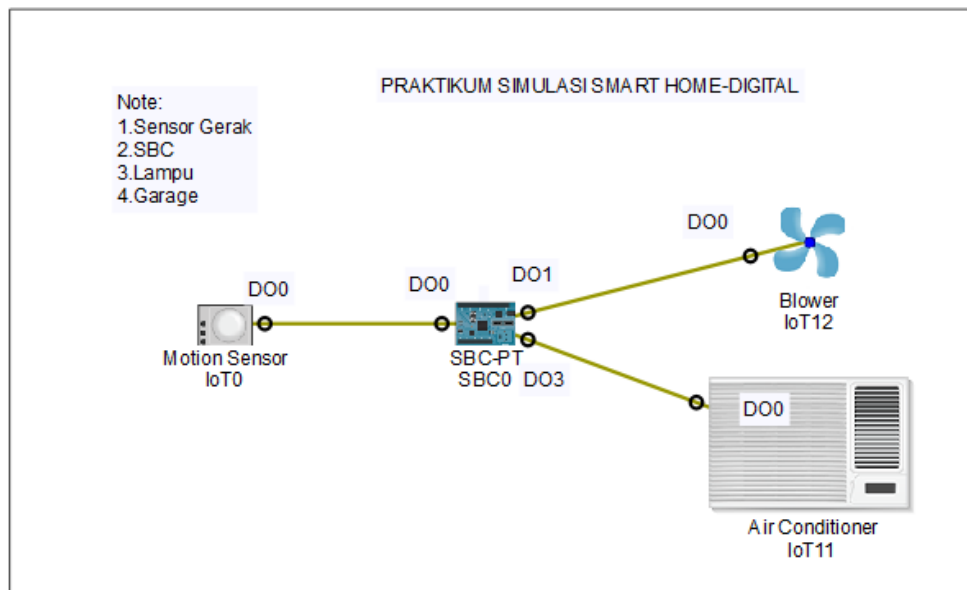 PRAKTIKUM SIMULASI SMART HOME-DIGITAL
Note:
1.Sensor Gerak
2.SBC
3.Lampu
4.Garage
DO0
DO1
DO0
DO0
Blower
IoT12
Motion Sensor
IoT0
SBC-PT
SBC0
DO3
DO0
Air Conditioner
IoT11